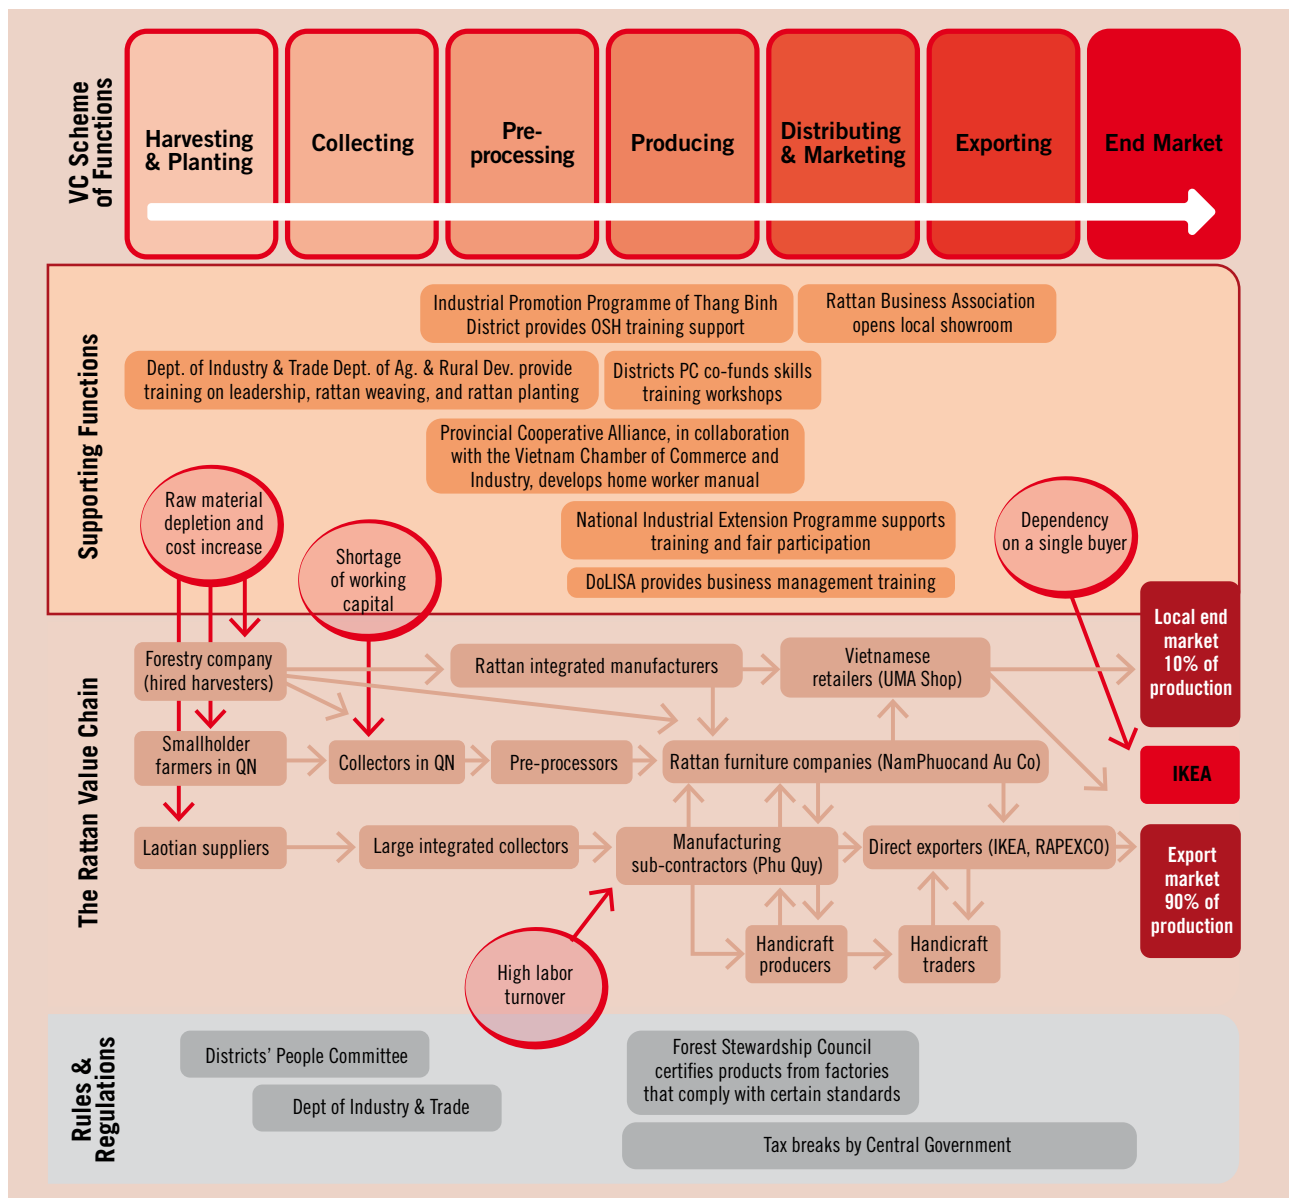 VC Scheme
of Functions
Harvesting
& Planting
Collecting
Pre-
processing
Producing
Distributing
& Marketing
Exporting
End Market
Supporting Functions
Industrial Promotion Programme of Thang Binh
District provides OSH training support
Rattan Business Association
opens local showroom
Dept. of Industry & Trade Dept. of Ag. & Rural Dev. provide
training on leadership, rattan weaving, and rattan planting
Districts PC co-funds skills
training workshops
Provincial Cooperative Alliance, in collaboration
with the Vietnam Chamber of Commerce and
Industry, develops home worker manual
National Industrial Extension Programme supports
training and fair participation
DoLISA provides business management training
Raw material
depletion and
cost increase
Shortage
of working
capital
Dependency
on a single buyer
The Rattan Value Chain
Forestry company
(hired harvesters)
Rattan integrated manufacturers
Vietnamese
retailers (UMA Shop)
Local end
market
10% of
production
Smallholder
farmers in QN
Collectors in QN
Pre-processors
Rattan furniture companies (NamPhuocand Au Co)
IKEA
Laotian suppliers
Large integrated collectors
Manufacturing
sub-contractors (Phu Quy)
Direct exporters (IKEA, RAPEXCO)
Export
market
90% of
production
High labor
turnover
Handicraft
producers
Handicraft
traders
Rules &
Regulations
Districts' People Committee
Dept of Industry & Trade
Forest Stewardship Council
certifies products from factories
that comply with certain standards
Tax breaks by Central Government